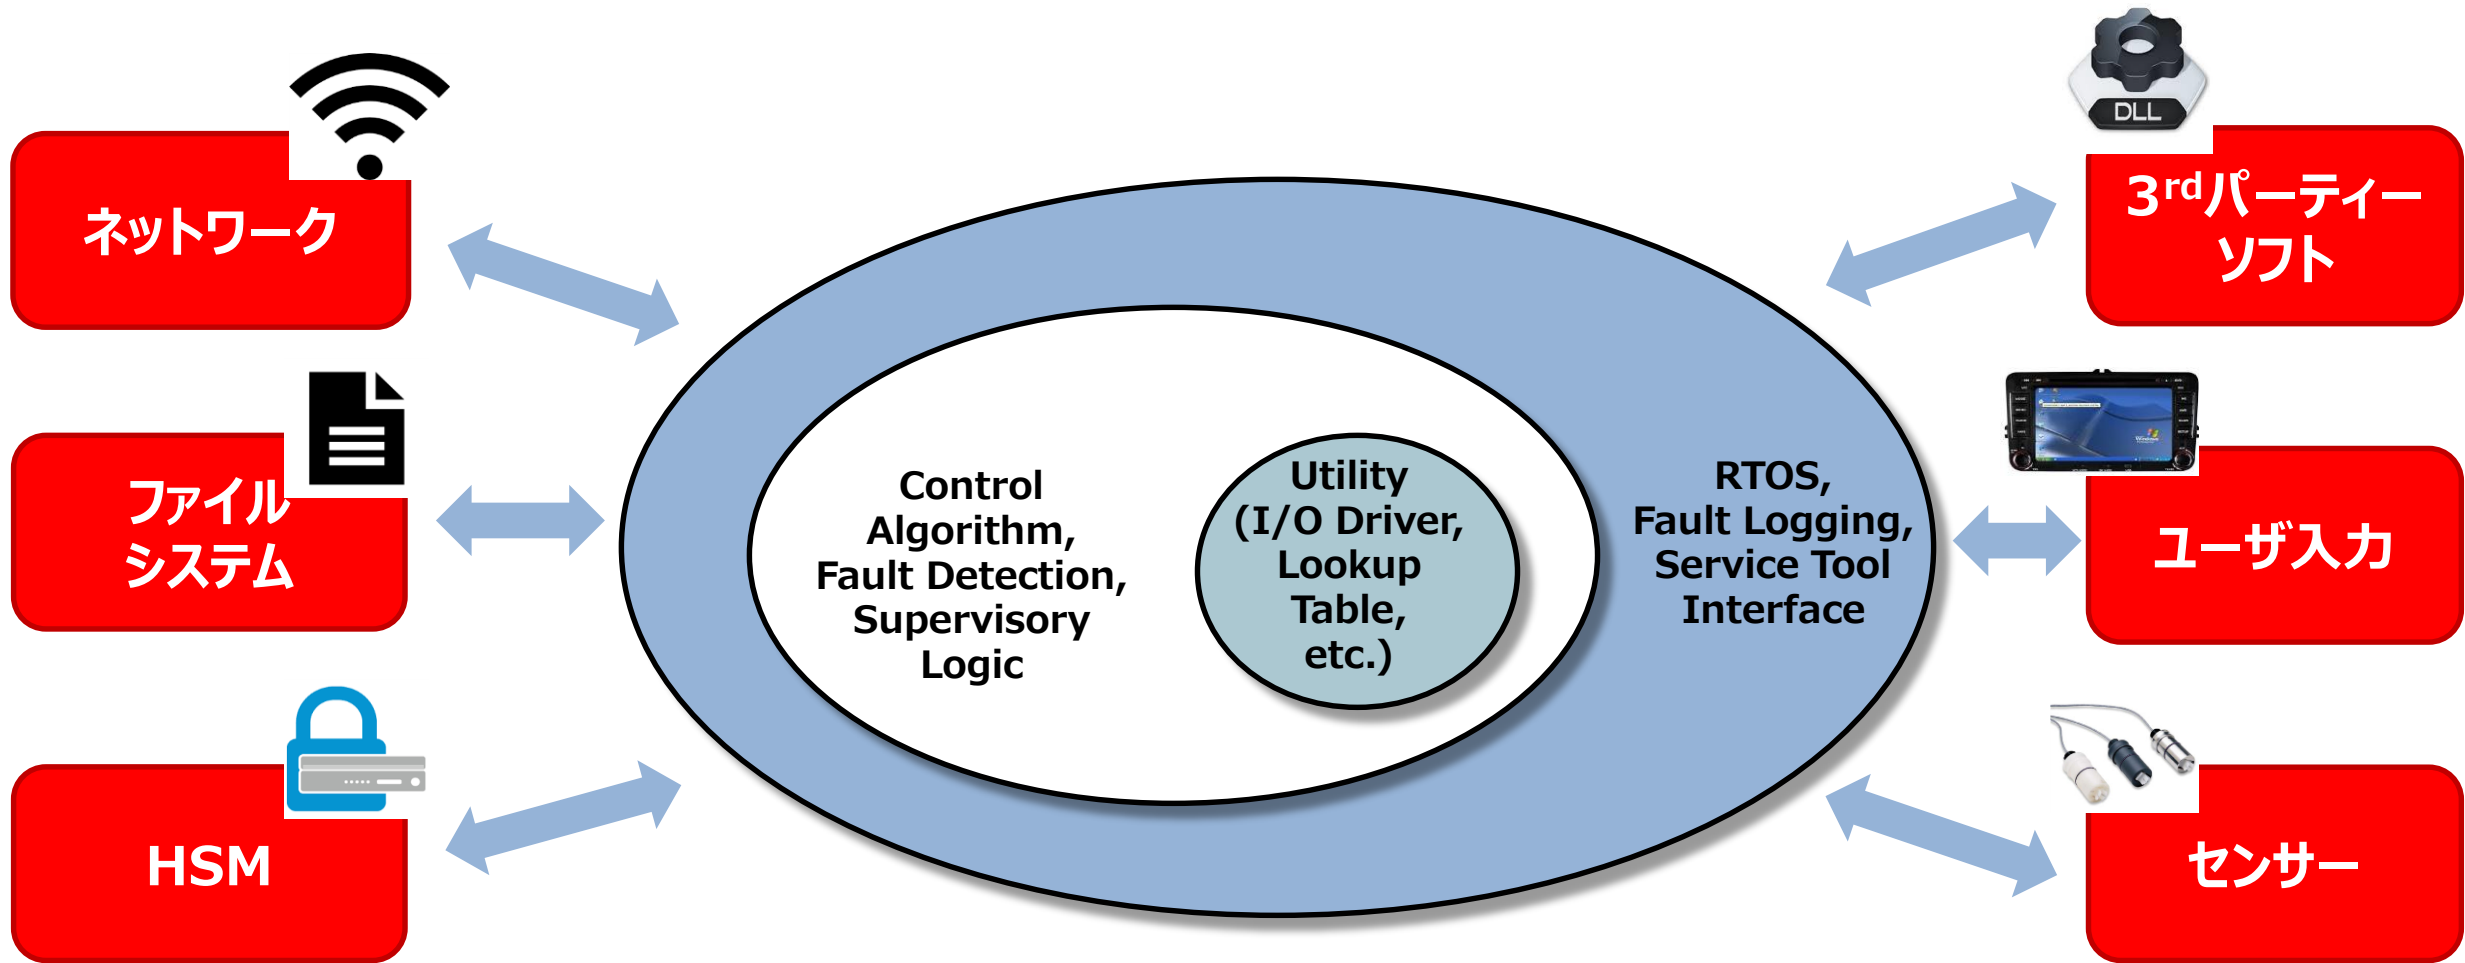 ネットワーク
ファイル
システム
HSM
Control
Algorithm,
Fault Detection,
Supervisory
Logic
Utility
(I/O Driver,
Lookup
Table,
etc.)
RTOS,
Fault Logging,
Service Tool
Interface
DLL
3rdパーティー
ソフト
ユーザ入力
センサー